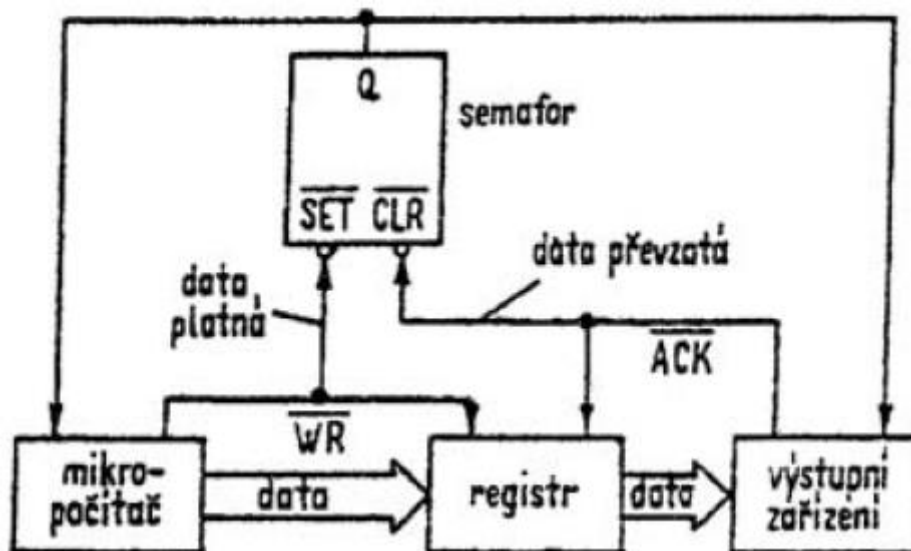 Q
semafor
SET CLR
data
platná
data převzatá
ACK
WR
mikro-
počítač
data
registr
data
výstupní
zařízení